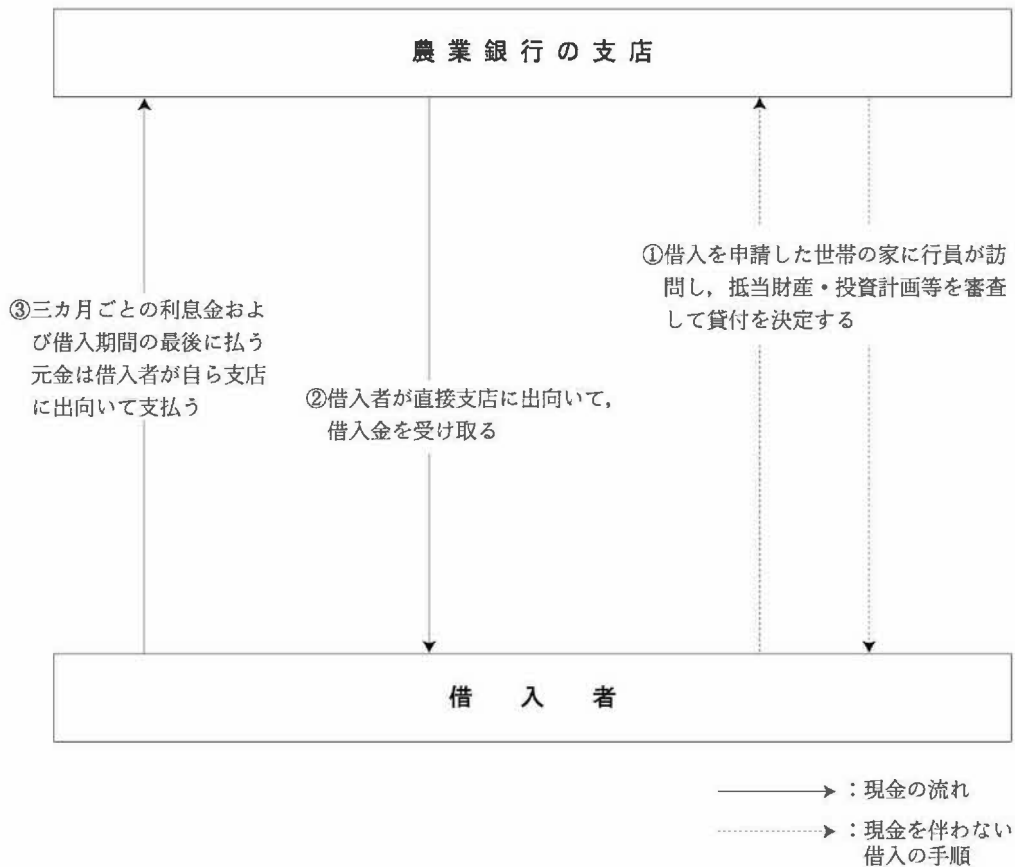 農業銀行の支店
①借入を申請した世帯の家に行員が訪
問し，抵当財産・投資計画等を審査
して貸付を決定する
③三カ月ごとの利息金およ
び借入期間の最後に払う
元金は借入者が自ら支店
に出向いて支払う
②借入者が直接支店に出向いて，
借入金を受け取る
借入者
：現金の流れ
：現金を伴わない
借入の手順